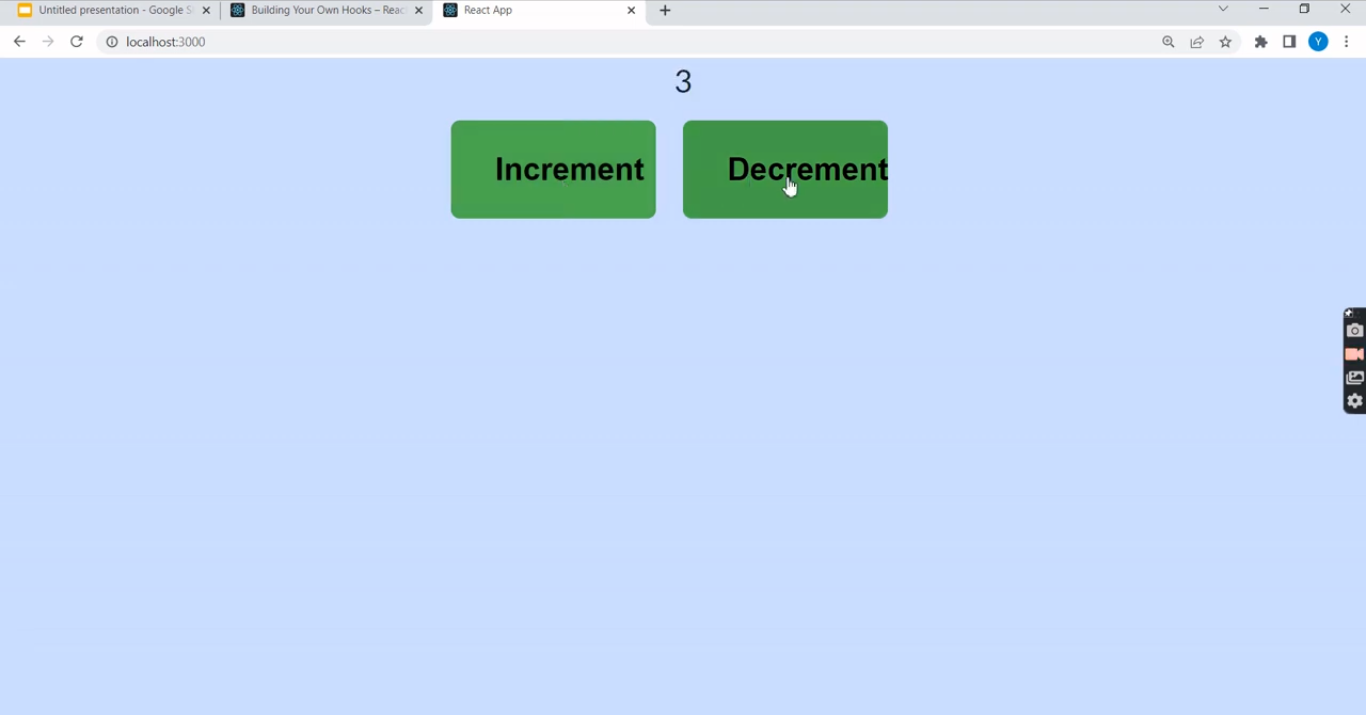 Untitled presentation - Google S
Building Your Own Hooks – Reac
React App
localhost:3000
Y
3
Increment
Decrement